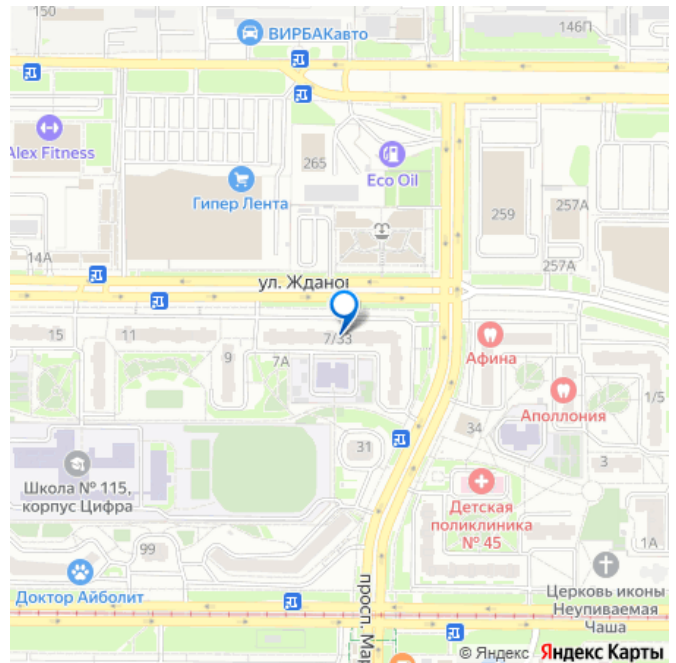 150
146П
ВИРБАКавто
Alex Fitness
265
Eco Oil
Гипер Лента
259
257А
14А
257А
ул. Жданов
15
11
7/33
9
7А
Афина
Аполлония
1/5
31
34
3
Школа № 115,
корпус Цифра
Детская
поликлиника
№ 45
99
1А
Доктор Айболит
просп. Мар
Церковь иконы
Неупиваемая
Чаша
© Яндекс Яндекс Карты